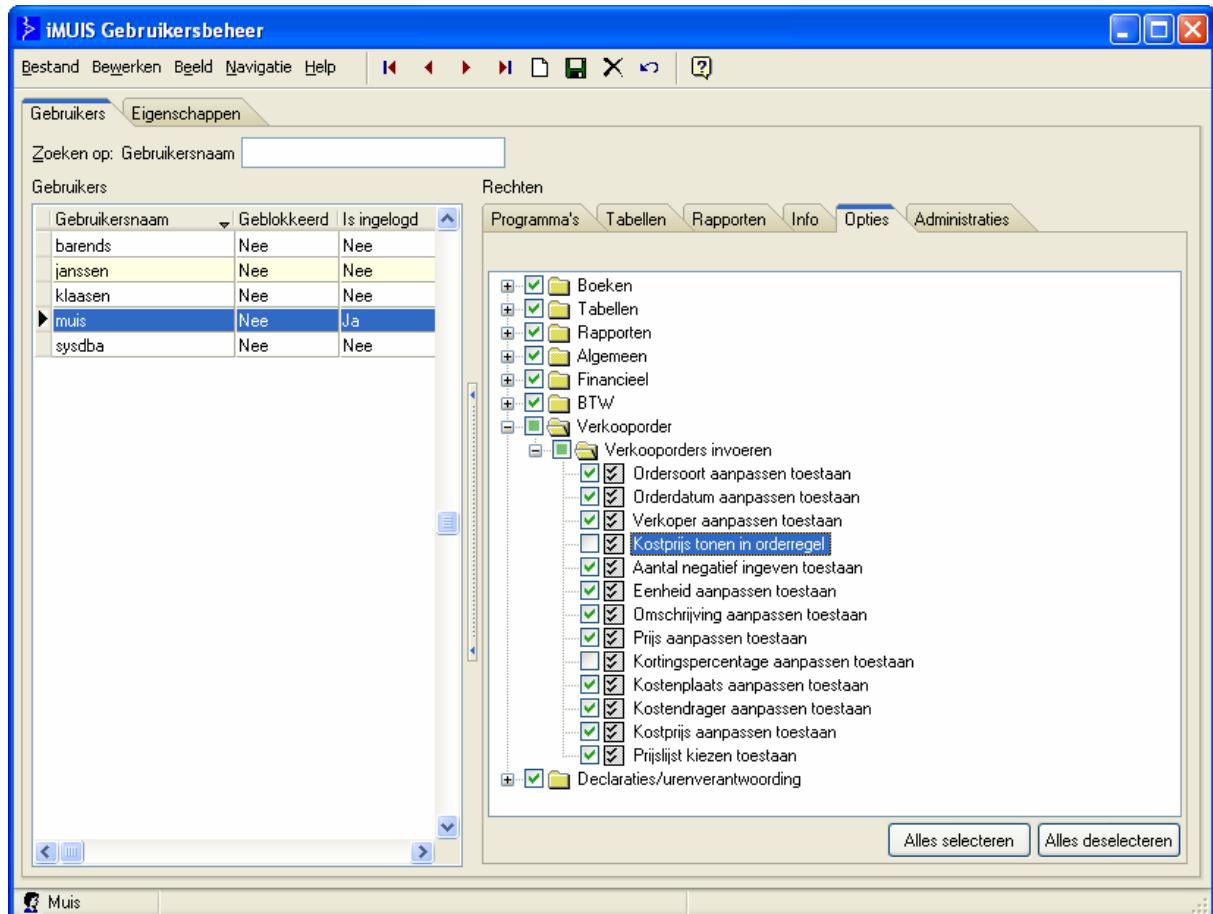 iMUIS Gebruikersbeheer
Bestand Bewerken Beeld Navigatie Help
Gebruikers Eigenschappen
Zoeken op: Gebruikersnaam
Gebruikers
Gebruikersnaam Geblokkeerd Is ingelogd
barends Nee Nee
janssen Nee Nee
klaasen Nee Nee
muis Nee Ja
sysdba Nee Nee
Rechten
Programma's Tabellen Rapporten Info Opties Administraties
Boeken
Tabellen
Rapporten
Algemeen
Financieel
BTW
Verkooporder
Verkooporders invoeren
Ordersoort aanpassen toestaan
Orderdatum aanpassen toestaan
Verkoper aanpassen toestaan
Kostprijs tonen in orderregel
Aantal negatief ingeven toestaan
Eenheid aanpassen toestaan
Omschrijving aanpassen toestaan
Prijs aanpassen toestaan
Kortingspercentage aanpassen toestaan
Kostenplaats aanpassen toestaan
Kostendrager aanpassen toestaan
Kostprijs aanpassen toestaan
Prijslijst kiezen toestaan
Declaraties/urenverantwoording
Alles selecteren Alles deselecteren
Muis